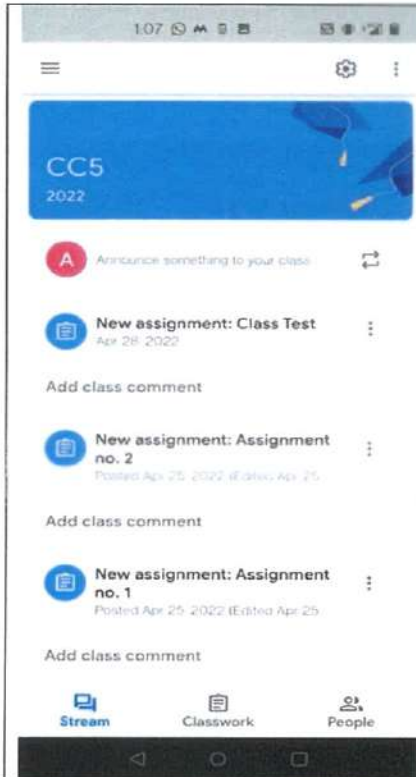 1:07
CC5
2022
A Announce something to your class
New assignment: Class Test
Apr 28, 2022
Add class comment
New assignment: Assignment
no. 2
Posted Apr 25, 2022 (Edited Apr 25
Add class comment
New assignment: Assignment
no. 1
Posted Apr 25, 2022 (Edited Apr 25
Add class comment
Stream Classwork People